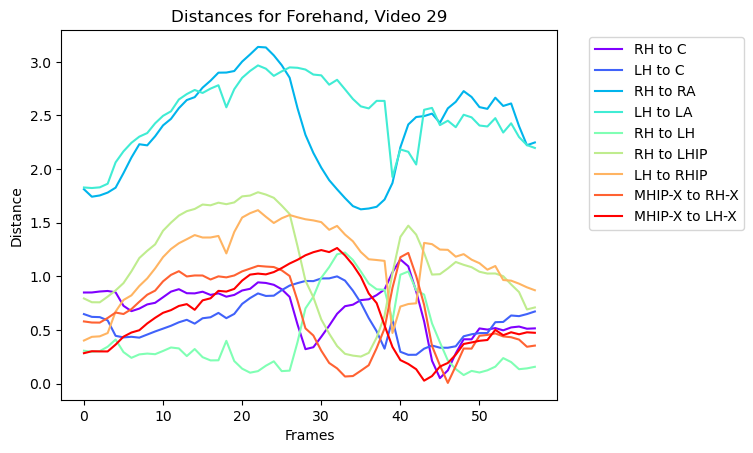 Distances for Forehand, Video 29
3.0
2.5
2.0
1.5
1.0
0.5
0.0
Distance
0 10 20 30 40 50
Frames
RH to C
LH to C
RH to RA
LH to LA
RH to LH
RH to LHIP
LH to RHIP
MHIP-X to RH-X
MHIP-X to LH-X